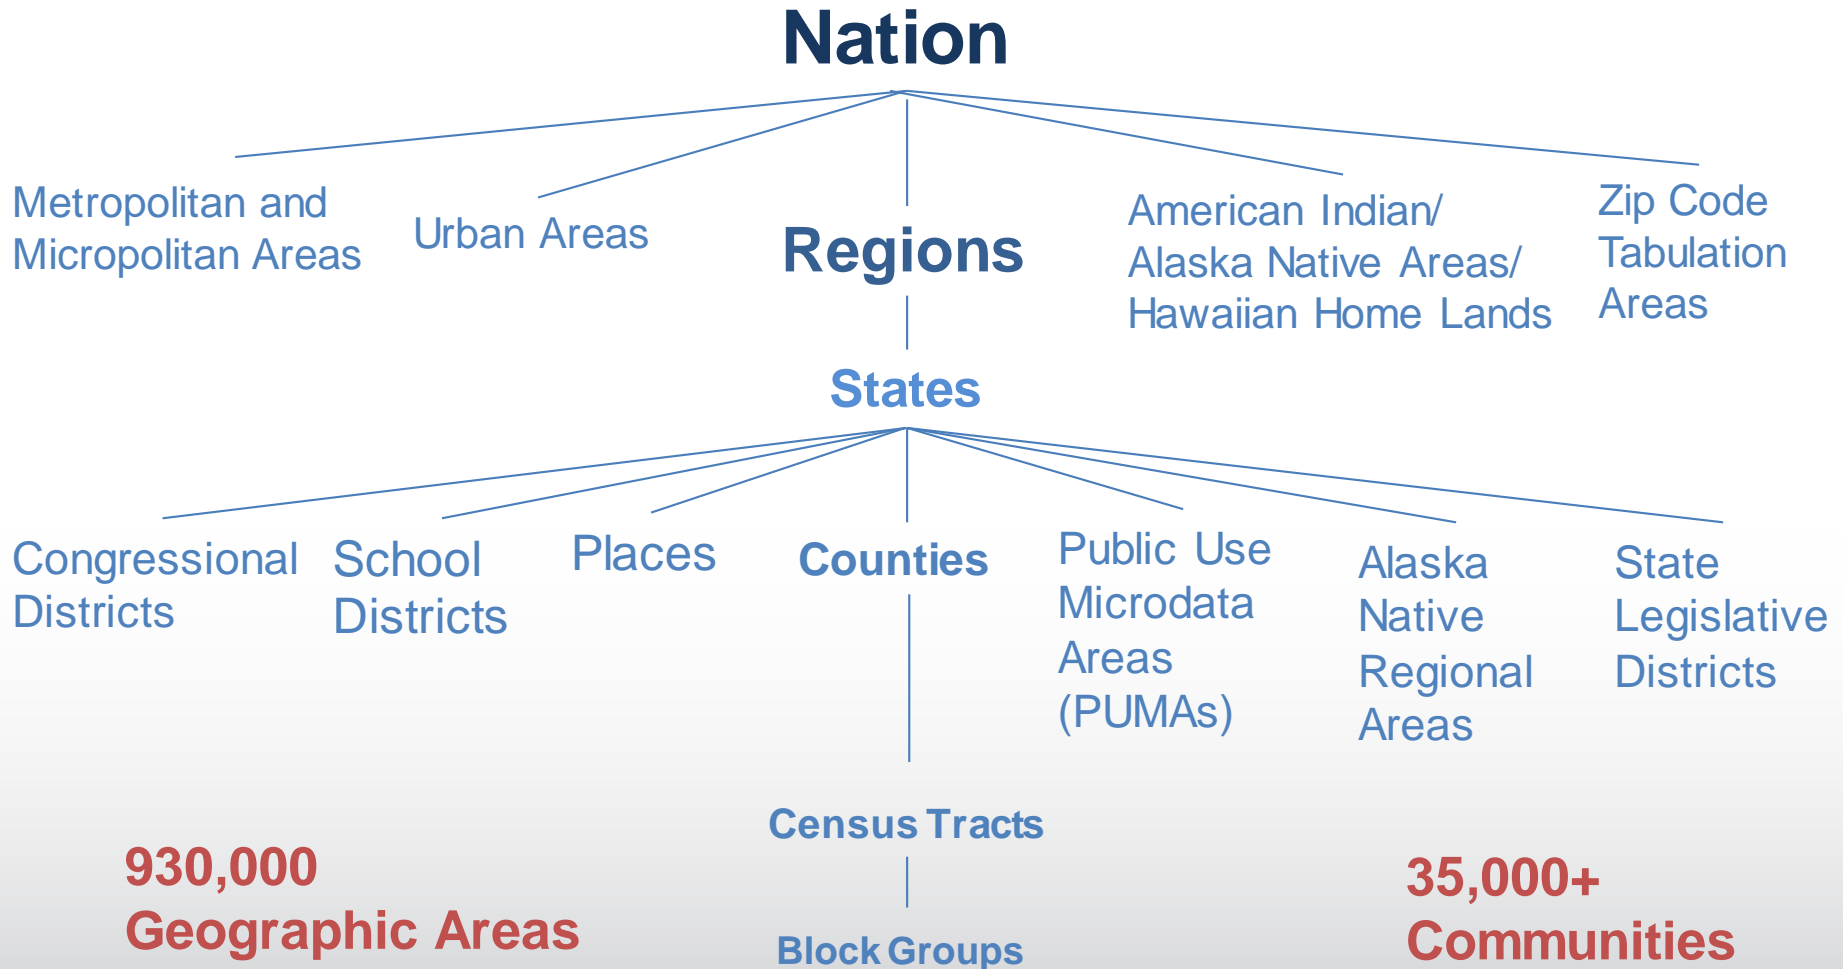 Nation
Metropolitan and
Micropolitan Areas
Urban Areas
Regions
American Indian/
Alaska Native Areas/
Hawaiian Home Lands
Zip Code
Tabulation
Areas
States
Congressional
Districts
School
Districts
Places
Counties
Public Use
Microdata
Areas
(PUMAs)
Alaska
Native
Regional
Areas
State
Legislative
Districts
Census Tracts
930,000
Geographic Areas
35,000+
Communities
Block Groups